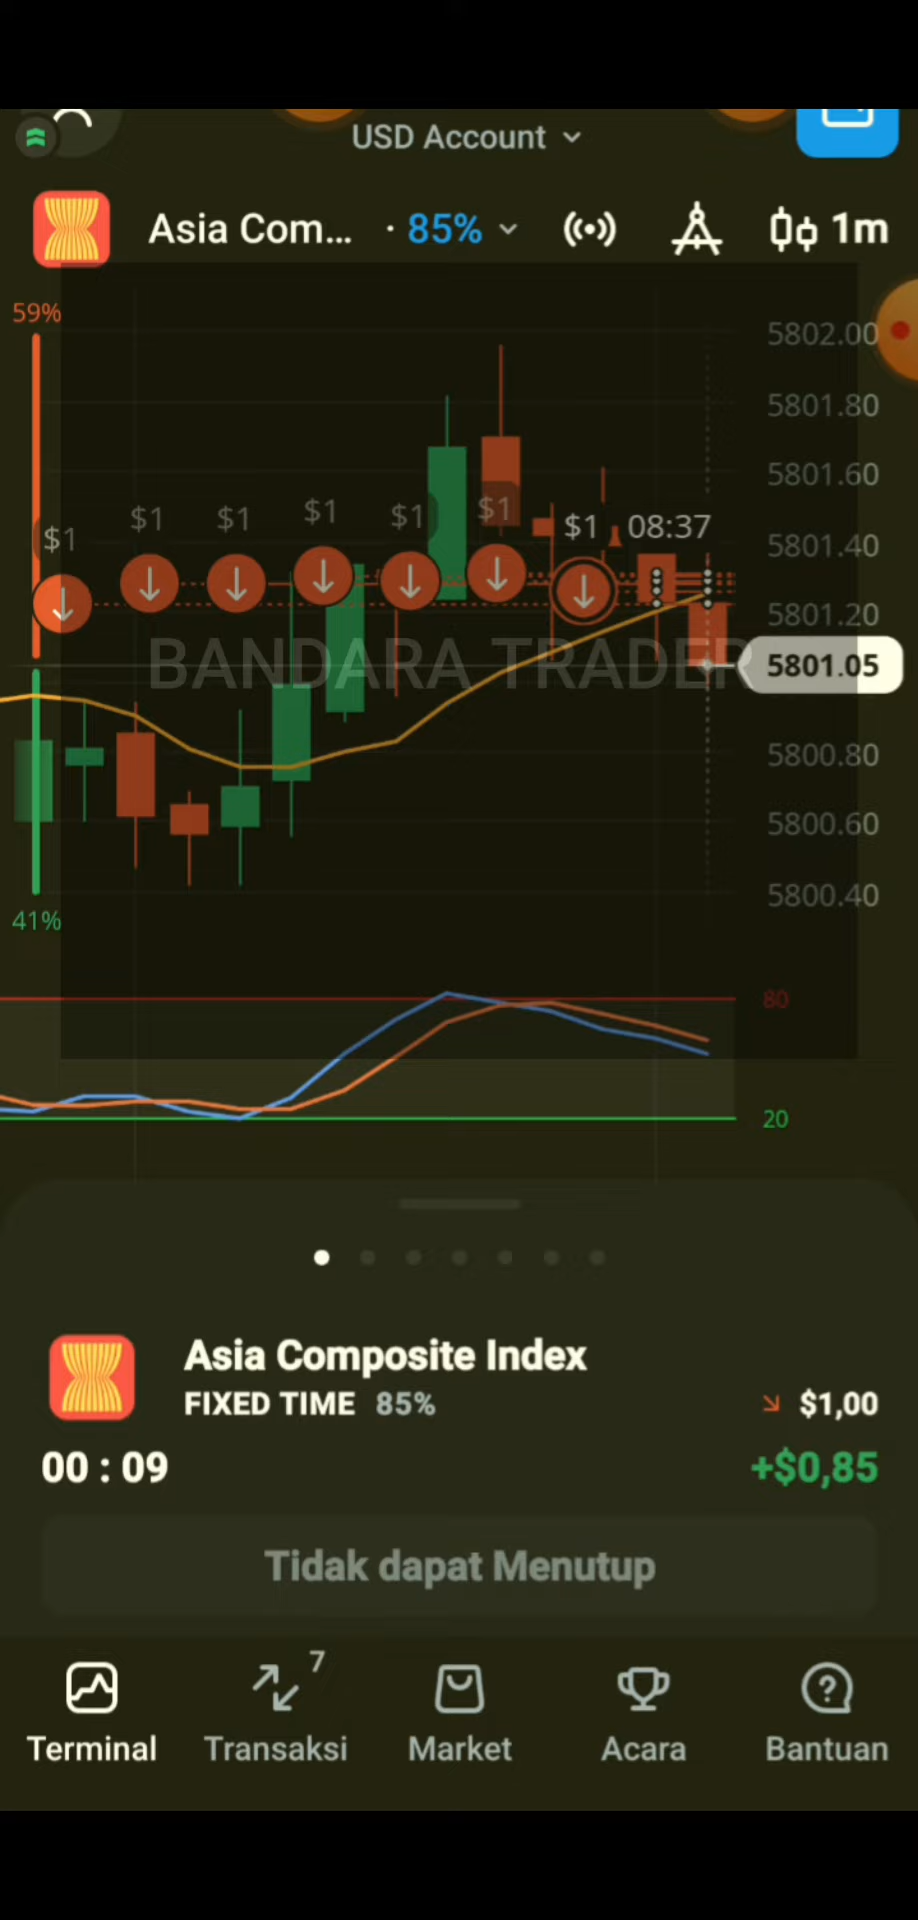 USD Account
Asia Com... · 85% 1m
59%
5802.00
5801.80
5801.60
$1 $1 $1 $1 $1 $1 $1 08:37
5801.40
5801.20
BANDARA TRADER
5801.05
5800.80
5800.60
5800.40
41%
80
20
Asia Composite Index
FIXED TIME 85% $1,00
00 : 09 +$0,85
Tidak dapat Menutup
7
Terminal Transaksi Market Acara Bantuan